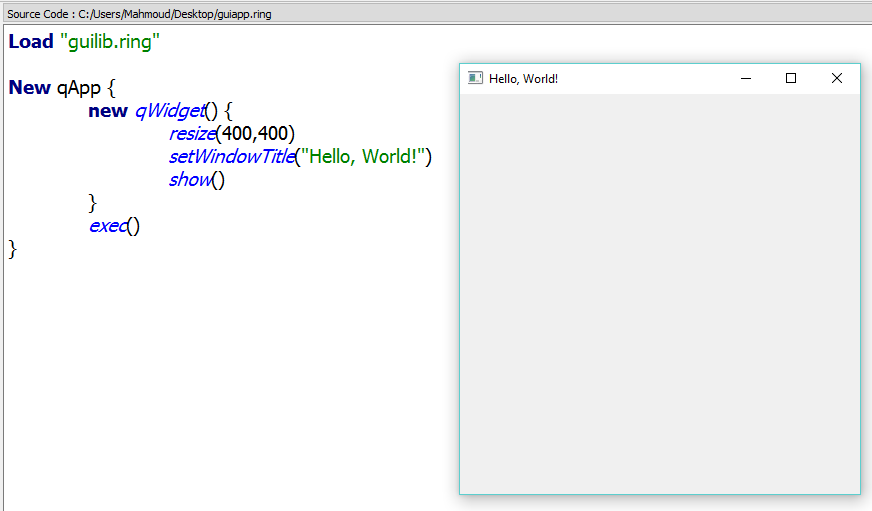 Source Code : C:/Users/Mahmoud/Desktop/guiapp.ring
Load "guilib.ring"
New qApp {
new qWidget() {
resize(400,400)
setWindowTitle("Hello, World!")
show()
}
exec()
}
Hello, World!